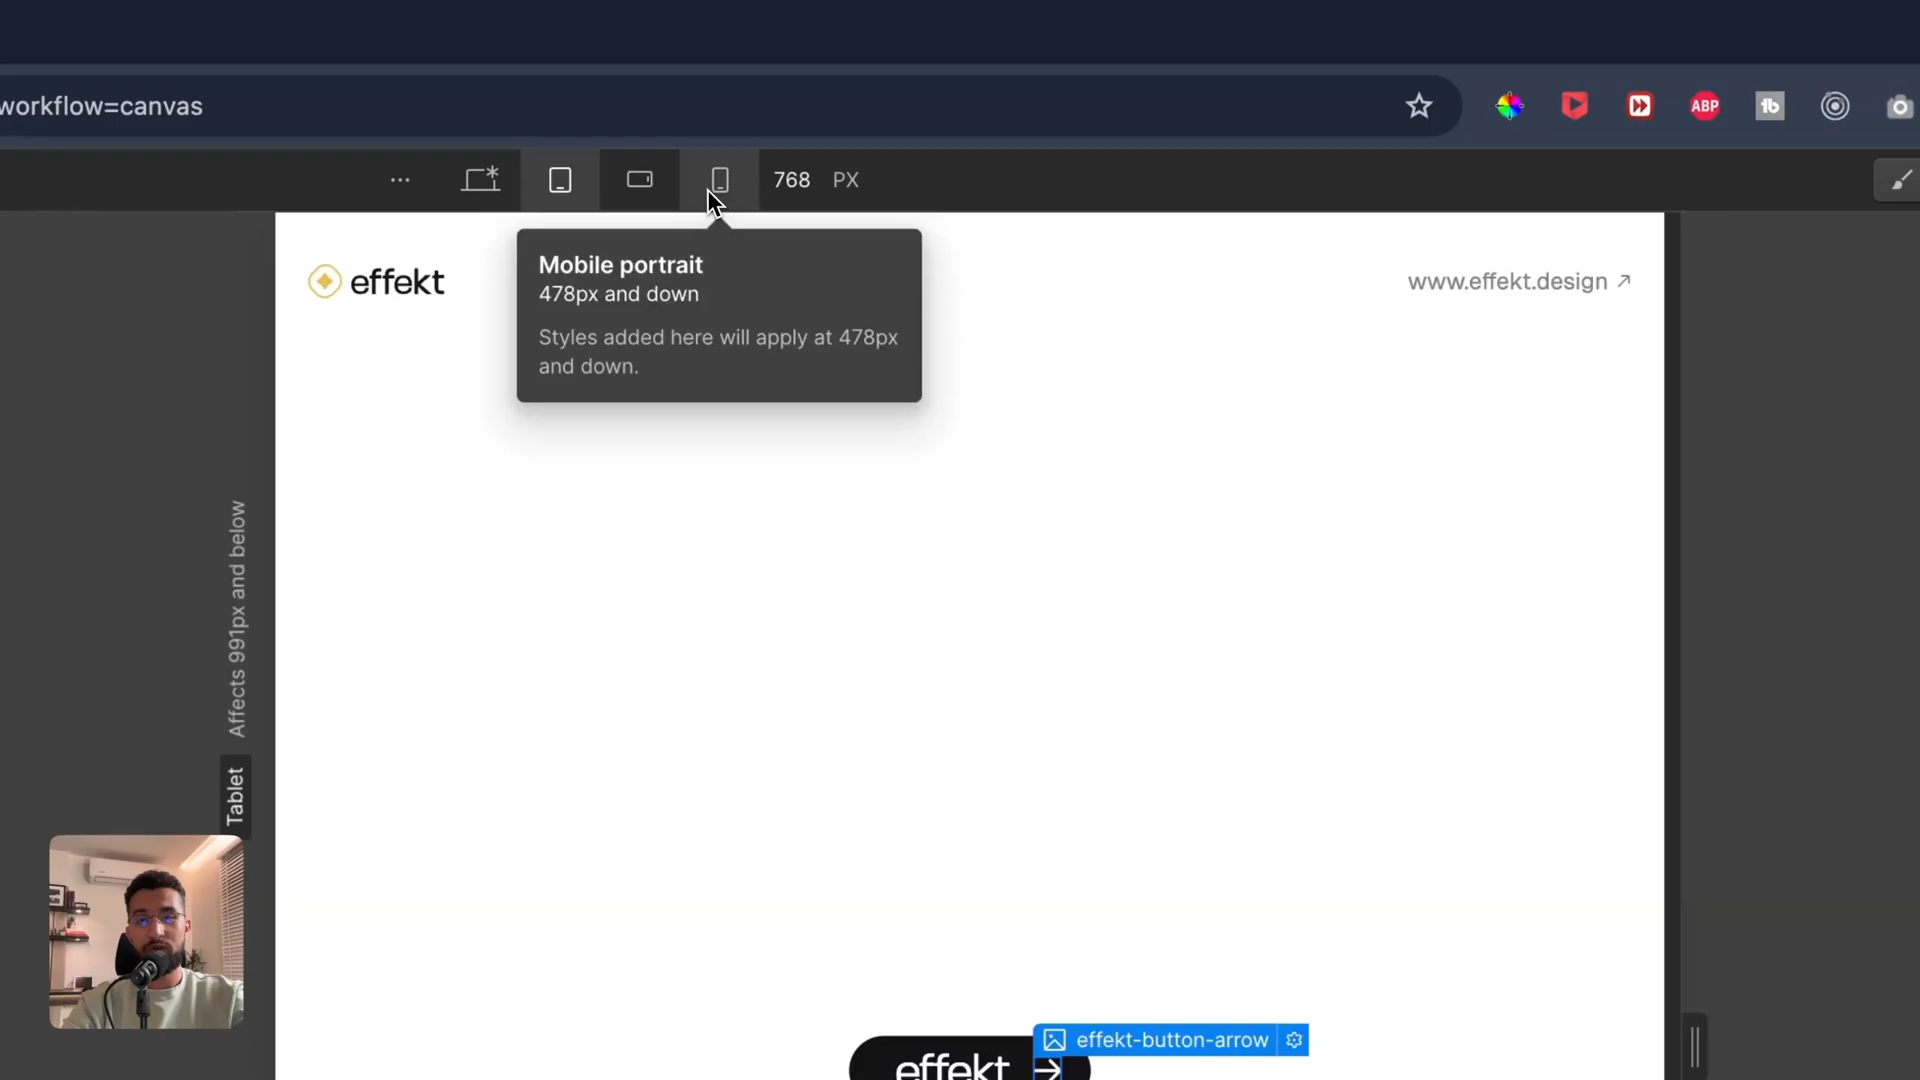 workflow=canvas
ABP
tb
...
768 PX
effekt
www.effekt.design ↗
Mobile portrait
478px and down
Styles added here will apply at 478px
and down.
Affects 991px and below
Tablet
effekt-button-arrow
effekt →